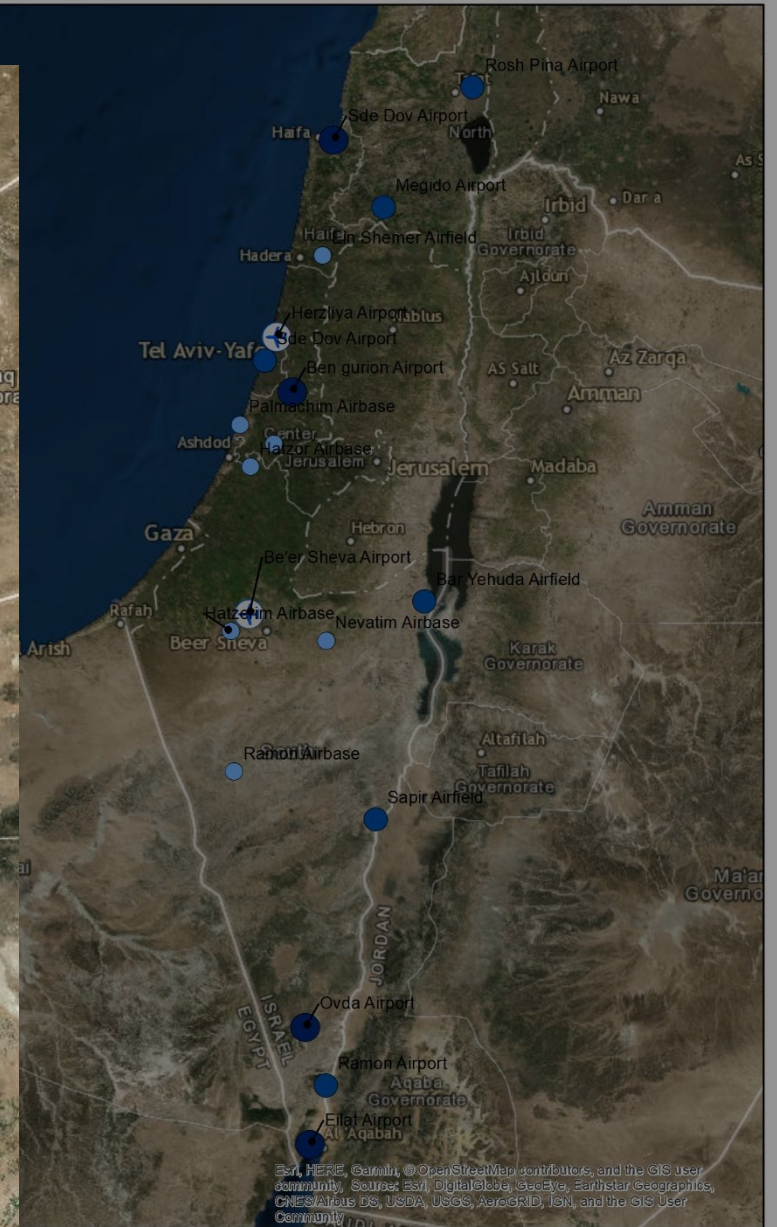 Rosh Pina Airport
Nawa
Sde Dov Airport
Haifa
North
As S
Megido Airport
Dar a
Irbid
Ein Shemer Airfield
Irbid
Governorate
Hadera
Ajloun
Herzliya Airport
Nablus
Sde Dov Airport
Tel Aviv-Yafo
Az Zarqa
Ben gurion Airport
AS Salt
Amman
Palmachim Airbase
Center
Ashdod
Hatzor Airbase
Jerusalem
Jerusalem
Madaba
Amman
Governorate
Gaza
Hebron
Be'er Sheva Airport
Bar Yehuda Airfield
Rafah
Hatzerim Airbase
Nevatim Airbase
Beer Sheva
Arish
Karak
Governorate
Altafilah
Ramon Airbase
Tafilah
Governorate
Sapir Airfield
Ma'an
Governo
JORDAN
ISRAEL
EGYPT
Ovda Airport
Ramon Airport
Aqaba
Governorate
Eilat Airport
Al Aqabah
Esri, HERE, Garmin, © OpenStreetMap contributors, and the GIS user
community, Source: Esri, DigitalGlobe, GeoEye, Earthstar Geographics,
CNES/Airbus DS, USDA, USGS, AeroGRID, IGN, and the GIS User
Community